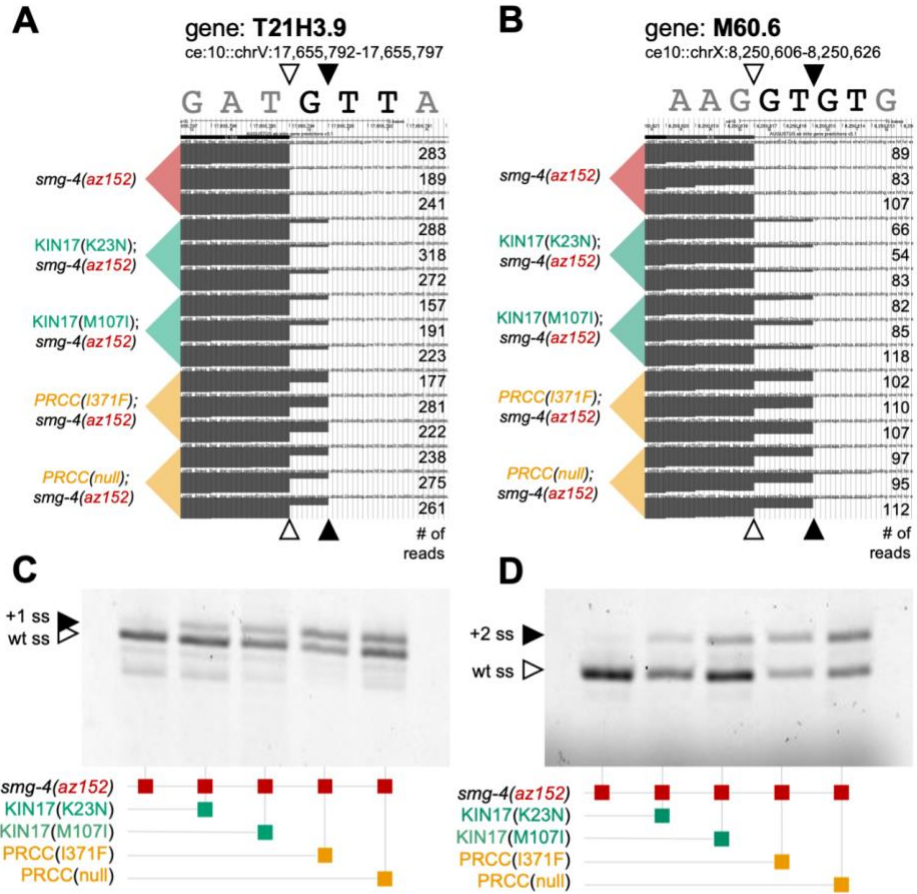 A
gene: T21H3.9
ce:10::chrV:17,655,792-17,655,797
G A T G T T A
smg-4(az152)
KIN17(K23N);
smg-4(az152)
KIN17(M107I);
smg-4(az152)
PRCC(I371F);
smg-4(az152)
PRCC(null);
smg-4(az152)
283
189
241
288
318
272
157
191
223
177
281
222
238
275
261
# of
reads
B
gene: M60.6
ce10::chrX:8,250,606-8,250,626
A A G G T G T G
smg-4(az152)
KIN17(K23N);
smg-4(az152)
KIN17(M107I);
smg-4(az152)
PRCC(I371F);
smg-4(az152)
PRCC(null);
smg-4(az152)
89
83
107
66
54
83
82
85
118
102
110
107
97
95
112
# of
reads
C
+1 ss
wt ss
smg-4(az152)
KIN17(K23N)
KIN17(M107I)
PRCC(I371F)
PRCC(null)
D
+2 ss
wt ss
smg-4(az152)
KIN17(K23N)
KIN17(M107I)
PRCC(I371F)
PRCC(null)